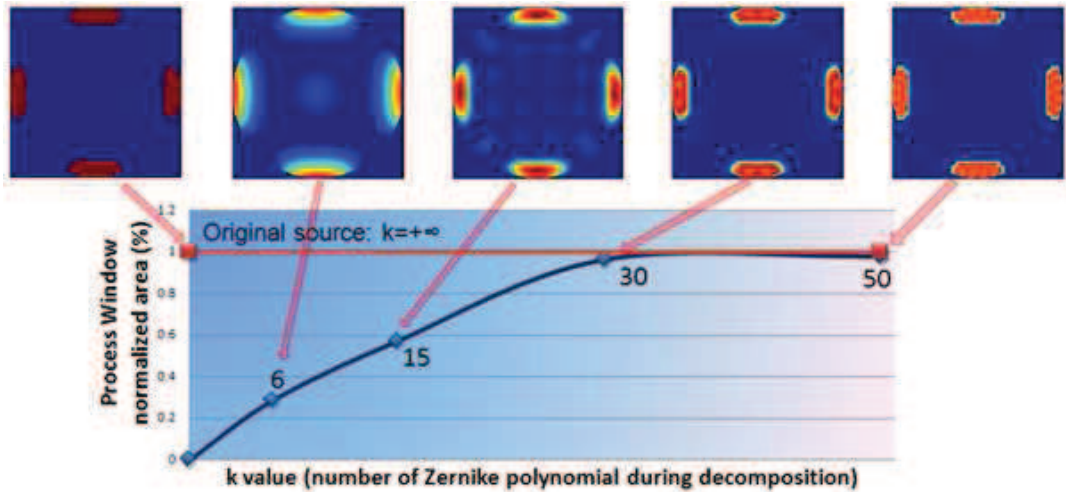 1.2
Original source: k=+∞
1
0.8
0.6
0.4
0.2
0
6
15
30
50
Process Window
normalized area (%)
k value (number of Zernike polynomial during decomposition)